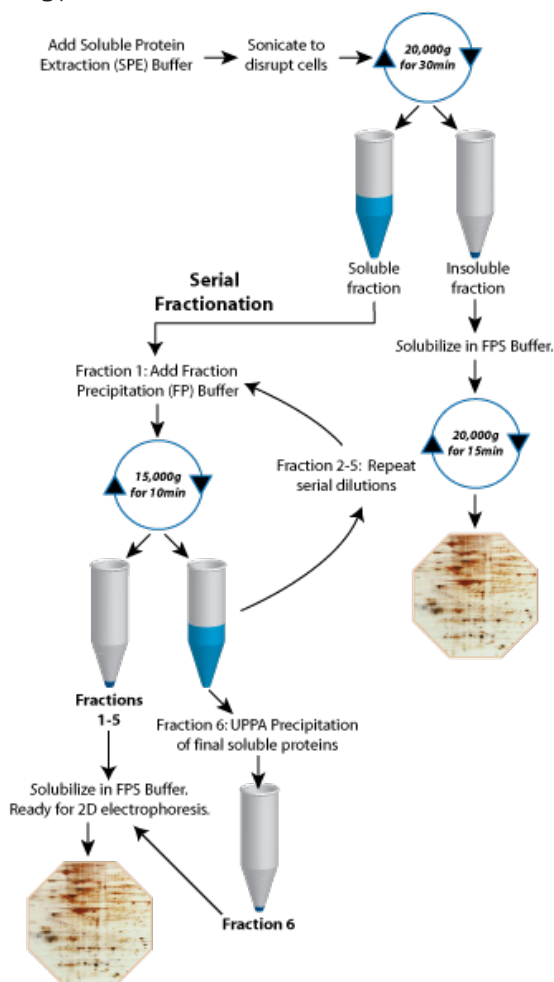 Add Soluble Protein
Extraction (SPE) Buffer
Sonicate to
disrupt cells
20,000g
for 30min
Soluble
fraction
Insoluble
fraction
Serial
Fractionation
Solubilize in FPS Buffer.
Fraction 1: Add Fraction
Precipitation (FP) Buffer
20,000g
for 15min
15,000g
for 10min
Fraction 2-5: Repeat
serial dilutions
Fractions
1-5
Fraction 6: UPPA Precipitation
of final soluble proteins
Solubilize in FPS Buffer.
Ready for 2D electrophoresis.
Fraction 6